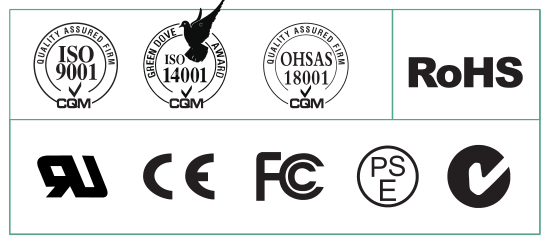 QUALITY ASSURED FIRM
ISO
9001
CQM
GREEN DOVE AWARD
ISO
14001
CQM
QUALITY ASSURED FIRM
OHSAS
18001
CQM
RoHS
RU
CE
FC
PS
E